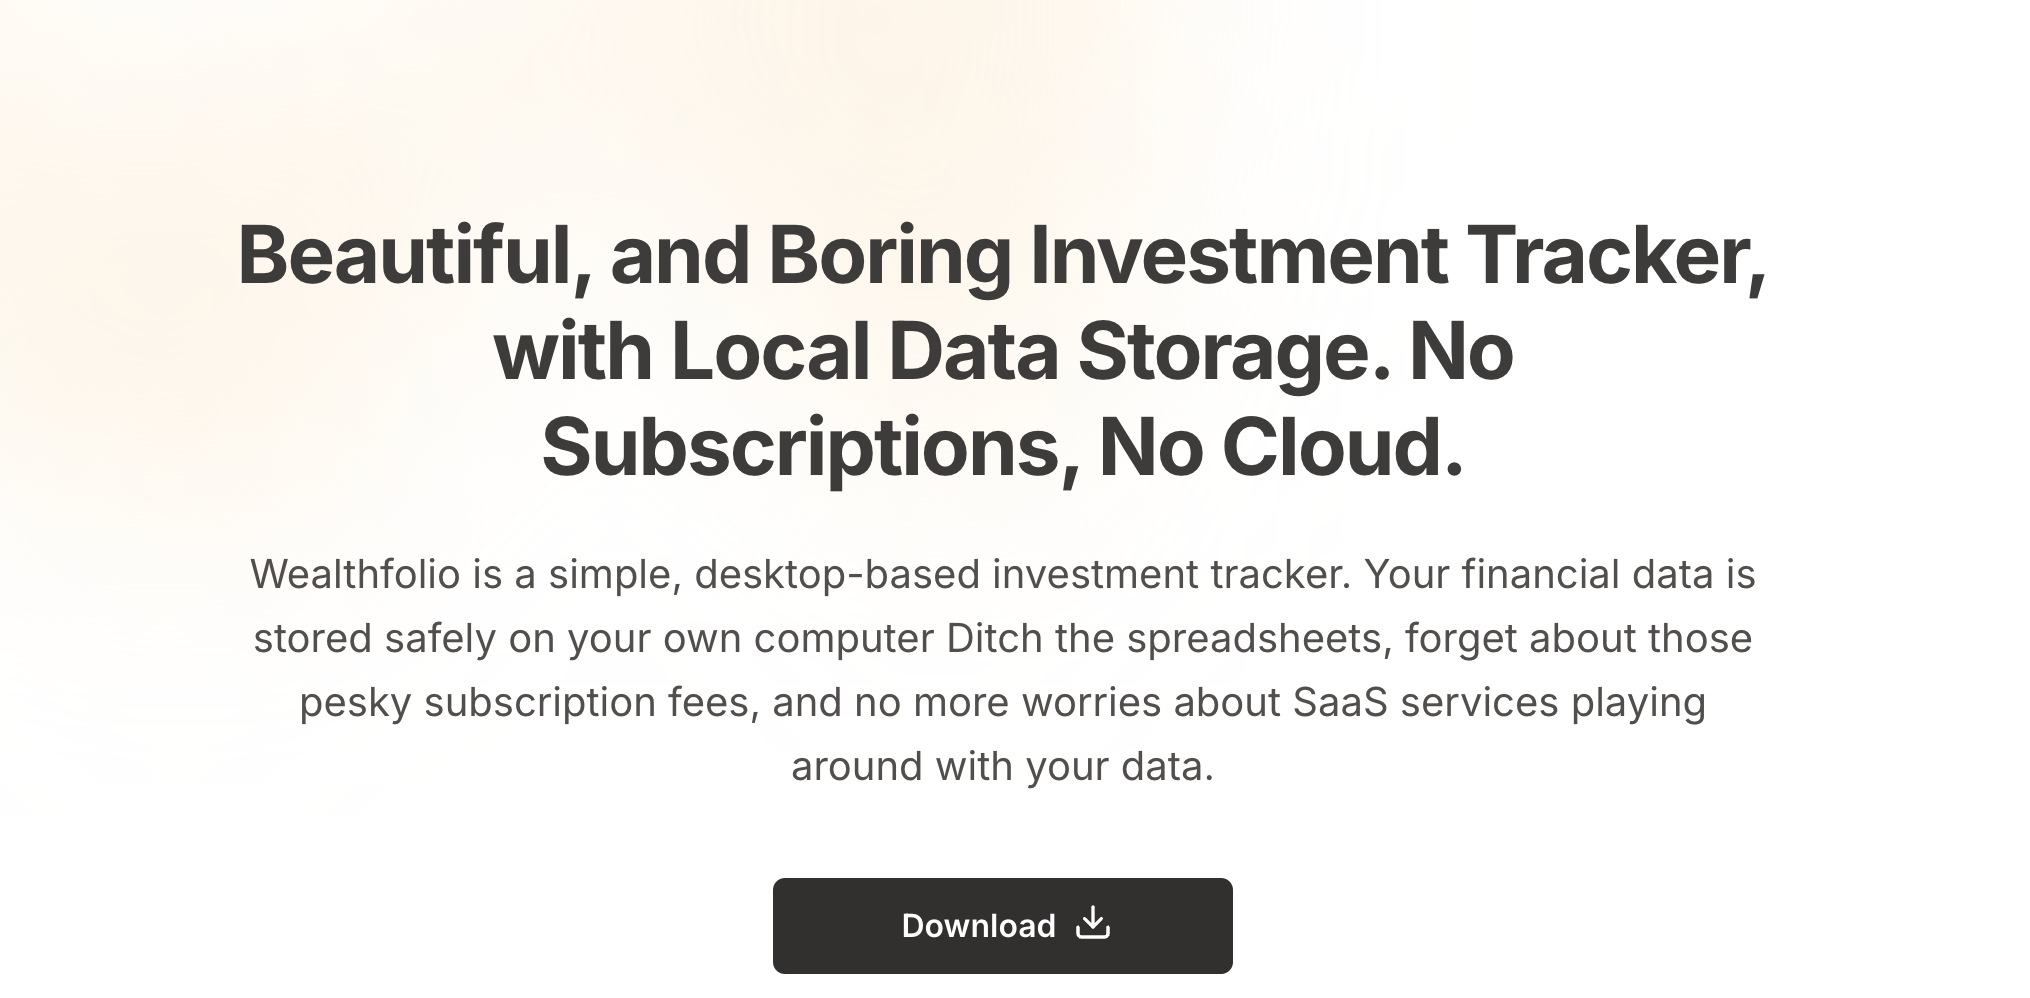 Beautiful, and Boring Investment Tracker,
with Local Data Storage. No
Subscriptions, No Cloud.
Wealthfolio is a simple, desktop-based investment tracker. Your financial data is
stored safely on your own computer Ditch the spreadsheets, forget about those
pesky subscription fees, and no more worries about SaaS services playing
around with your data.
Download